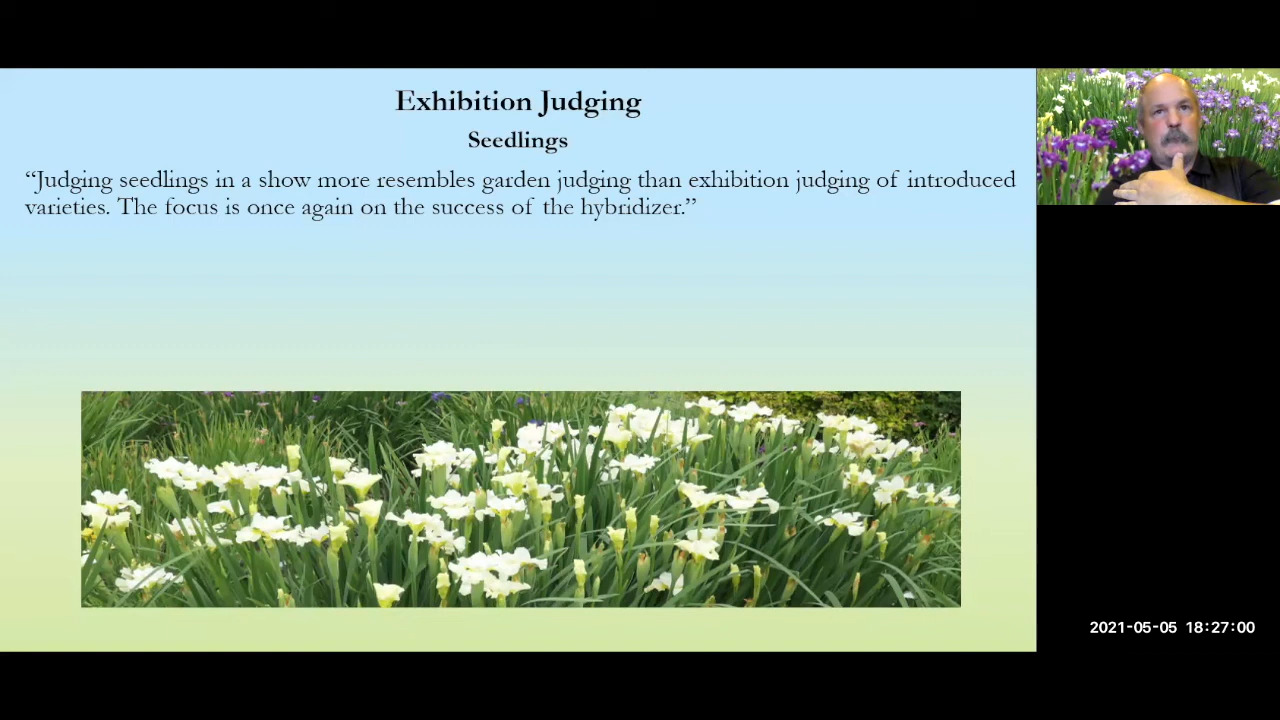 Exhibition Judging
Seedlings
“Judging seedlings in a show more resembles garden judging than exhibition judging of introduced
varieties. The focus is once again on the success of the hybridizer.”
2021-05-05 18:27:00